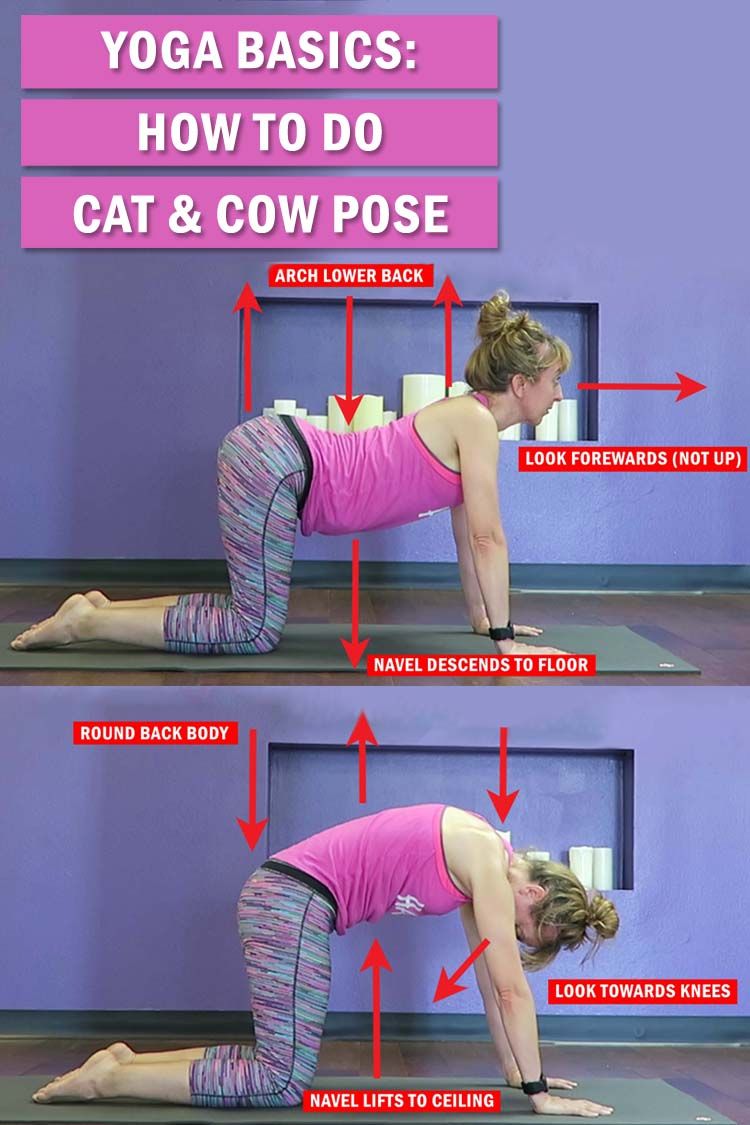 YOGA BASICS:
HOW TO DO
CAT & COW POSE
ARCH LOWER BACK
LOOK FOREWARDS (NOT UP)
NAVEL DESCENDS TO FLOOR
ROUND BACK BODY
LOOK TOWARDS KNEES
NAVEL LIFTS TO CEILING